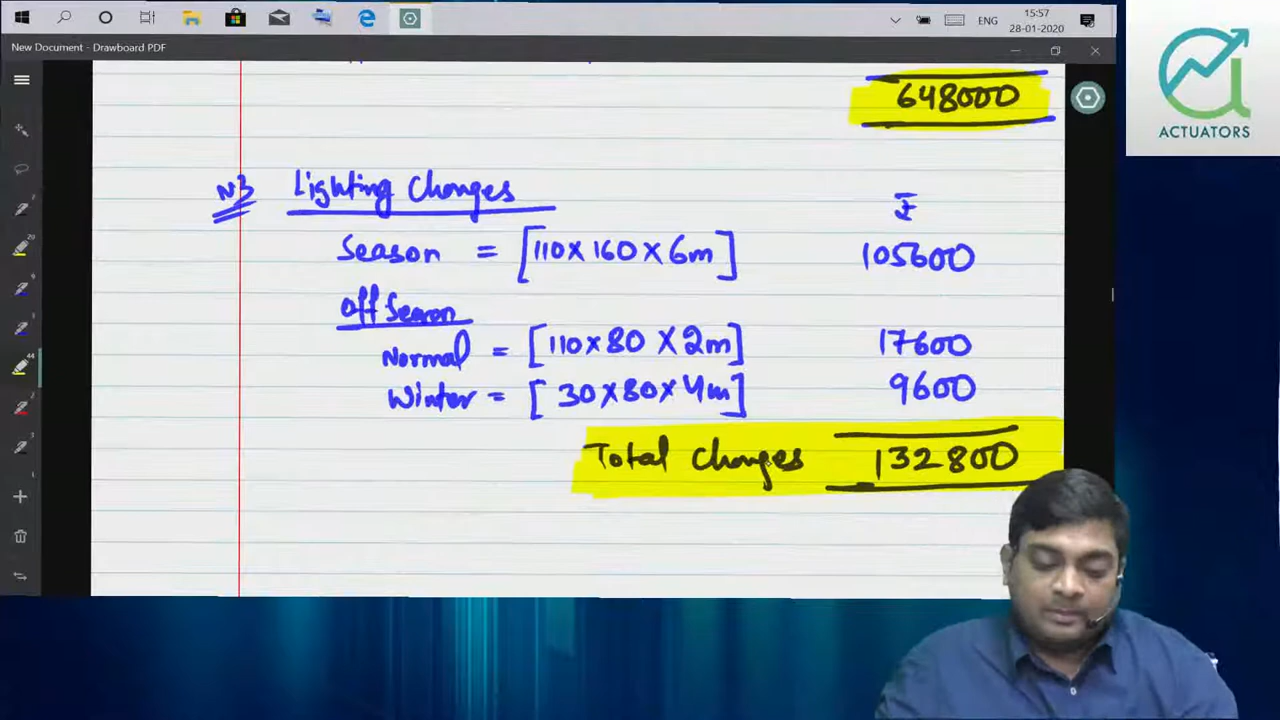 15:57
ENG
28-01-2020
New Document - Drawboard PDF
ACTUATORS
648000
N3 Lighting Charges ₹
Season = [110×160×6m] 105600
Off Season
Normal = [110×80×2m] 17600
Winter = [30×80×4m] 9600
Total Charges 132800